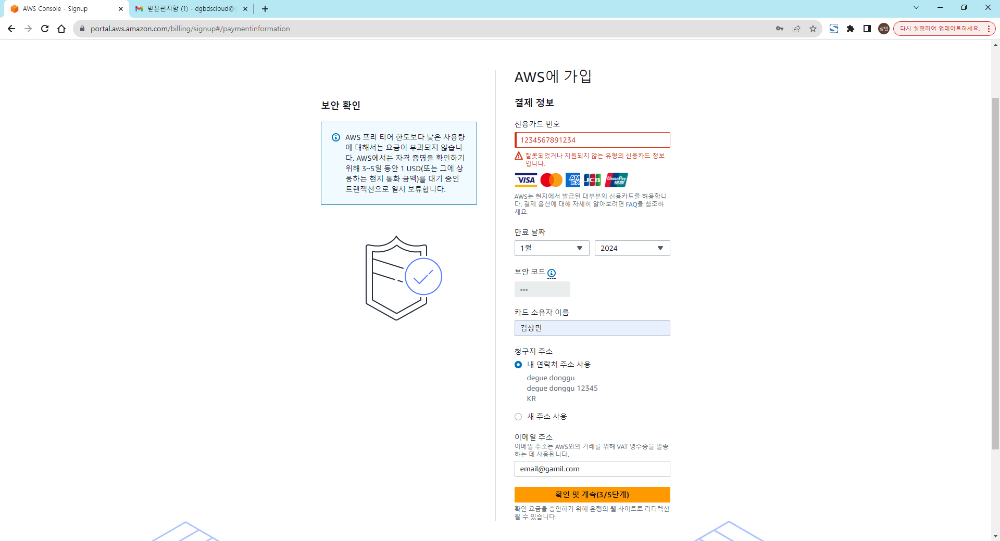 AWS Console - Signup
받은편지함 (1) - dgbdscloud@
portal.aws.amazon.com/billing/signup#/paymentinformation
상민
다시 실행하여 업데이트하세요.
보안 확인
AWS 프리 티어 한도보다 낮은 사용량
에 대해서는 요금이 부과되지 않습니
다. AWS에서는 자격 증명을 확인하기
위해 3~5일 동안 1 USD(또는 그에 상
응하는 현지 통화 금액)를 대기 중인
트랜잭션으로 일시 보류합니다.
AWS에 가입
결제 정보
신용카드 번호
1234567891234
잘못되었거나 지원되지 않는 유형의 신용카드 정보
입니다.
VISA
AM
EX
JCB
UnionPay
银联
AWS는 현지에서 발급된 대부분의 신용카드를 허용합니
다. 결제 옵션에 대해 자세히 알아보려면 FAQ를 참조하
세요.
만료 날짜
1월
2024
보안 코드
•••
카드 소유자 이름
김상민
청구지 주소
내 연락처 주소 사용
degue donggu
degue donggu 12345
KR
새 주소 사용
이메일 주소
이메일 주소는 AWS와의 거래를 위해 VAT 영수증을 발송
하는 데 사용됩니다.
email@gamil.com
확인 및 계속(3/5단계)
확인 요금을 승인하기 위해 은행의 웹 사이트로 리디렉션
될 수 있습니다.